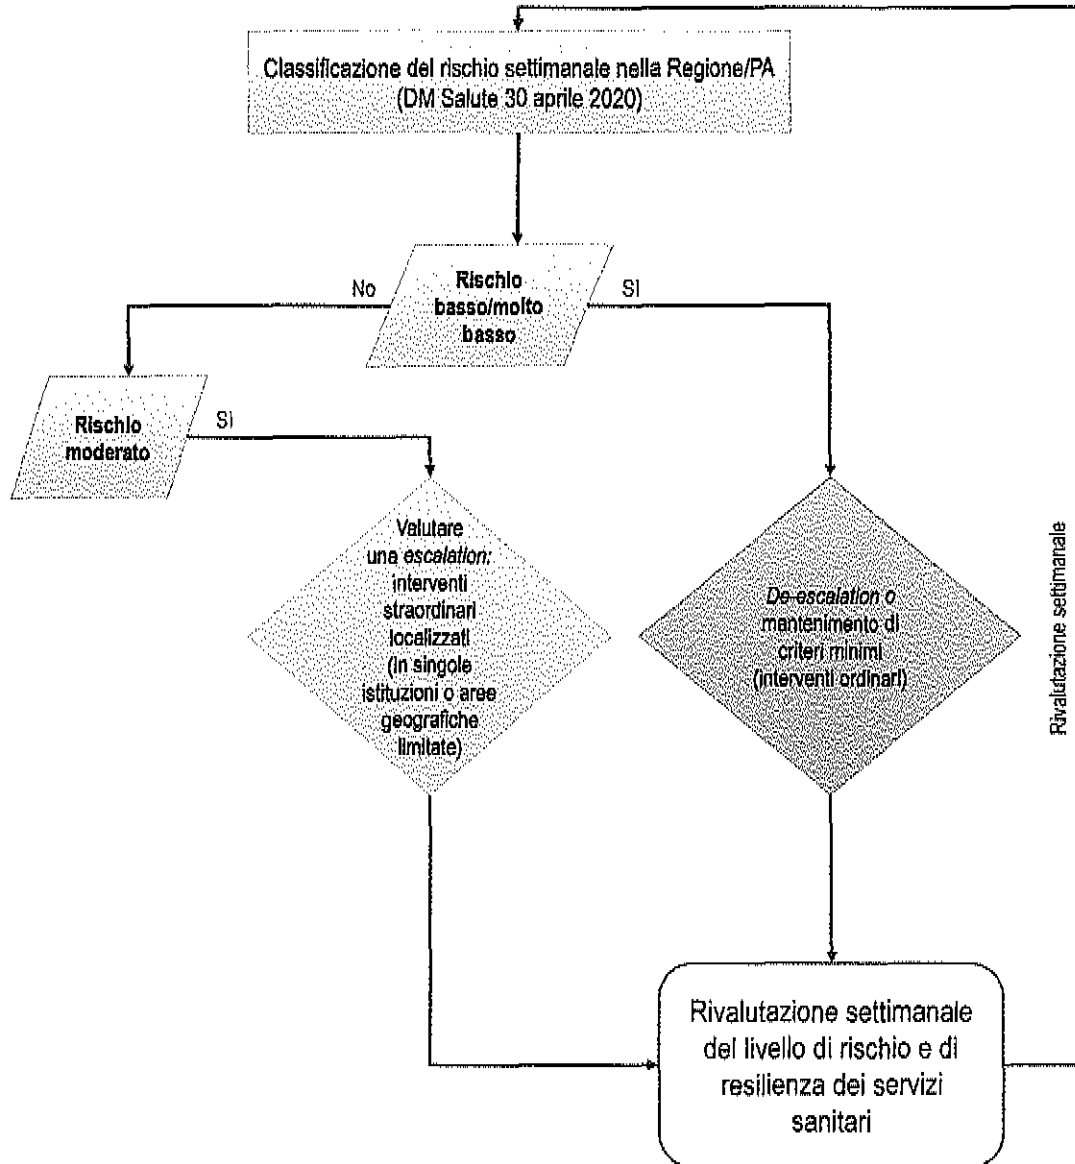 Classificazione del rischio settimanale nella Regione/PA
(DM Salute 30 aprile 2020)
Rischio
basso/molto
basso
No
Sì
Rischio
moderato
Sì
Valutare
una escalation:
interventi
straordinari
localizzati
(in singole
istituzioni o aree
geografiche
limitate)
De-escalation o
mantenimento di
criteri minimi
(interventi ordinari)
Rivalutazione settimanale
Rivalutazione settimanale
del livello di rischio e di
resilienza dei servizi
sanitari